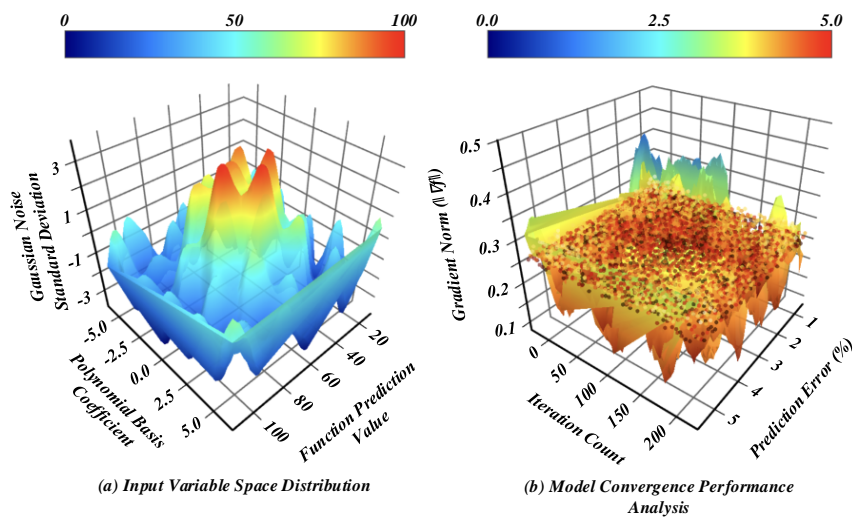 0 50 100
0.0 2.5 5.0
Gaussian Noise
Standard Deviation
3
1
-1
-3
-5.0
-2.5
0.0
2.5
5.0
Polynomial Basis
Coefficient
20
40
60
80
100
Function Prediction
Value
(a) Input Variable Space Distribution
Gradient Norm (‖∇f‖)
0.5
0.4
0.3
0.2
0.1
0
50
100
150
200
Iteration Count
1
2
3
4
5
Prediction Error (%)
(b) Model Convergence Performance
Analysis